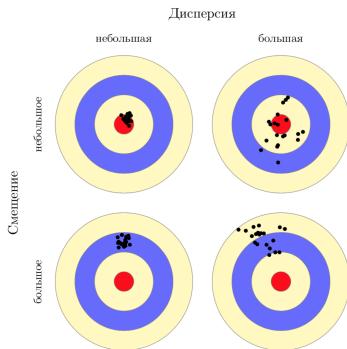 Дисперсия
небольшая
большая
Смещение
небольшое
большое